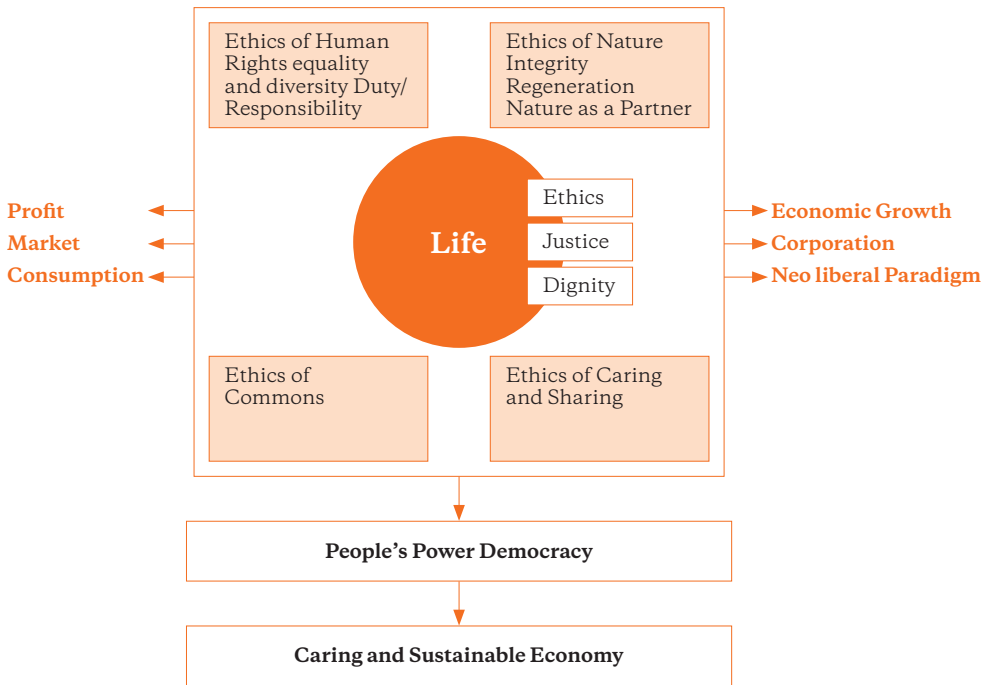 Ethics of Human
Rights equality
and diversity Duty/
Responsibility
Ethics of Nature
Integrity
Regeneration
Nature as a Partner
Profit
Market
Consumption
Life
Ethics
Justice
Dignity
Economic Growth
Corporation
Neo liberal Paradigm
Ethics of
Commons
Ethics of Caring
and Sharing
People’s Power Democracy
Caring and Sustainable Economy